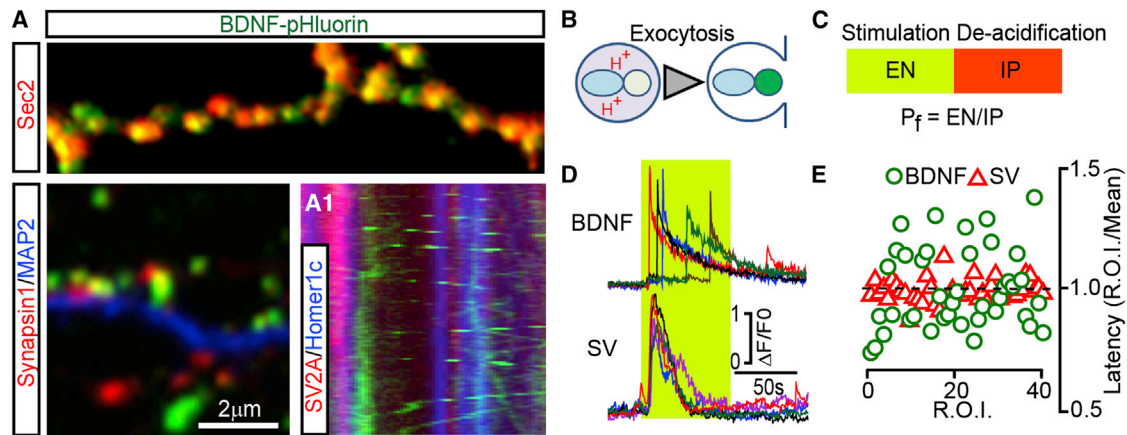 A
BDNF-pHluorin
Sec2
Synapsin1/MAP2
2μm
A1
SV2A/Homer1c
B
Exocytosis
H+
H+
C
Stimulation De-acidification
EN IP
Pf = EN/IP
D
BDNF
SV
1
0
ΔF/F0
50s
E
BDNF SV
1.5
1.0
0.5
Latency (R.O.I./Mean)
0 20 40
R.O.I.